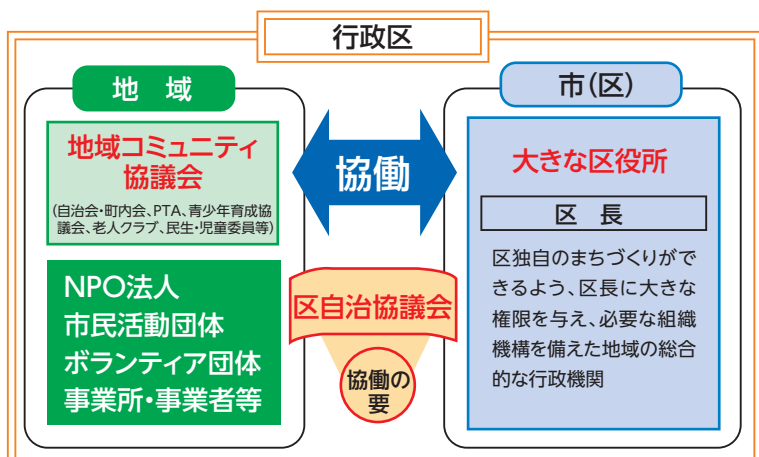 行政区
地　域
地域コミュニティ
協議会
(自治会・町内会、PTA、青少年育成協
議会、老人クラブ、民生・児童委員等)
NPO法人
市民活動団体
ボランティア団体
事業所・事業者等
協働
区自治協議会
協働の
要
市(区)
大きな区役所
区　長
区独自のまちづくりがで
きるよう、区長に大きな
権限を与え、必要な組織
機構を備えた地域の総合
的な行政機関